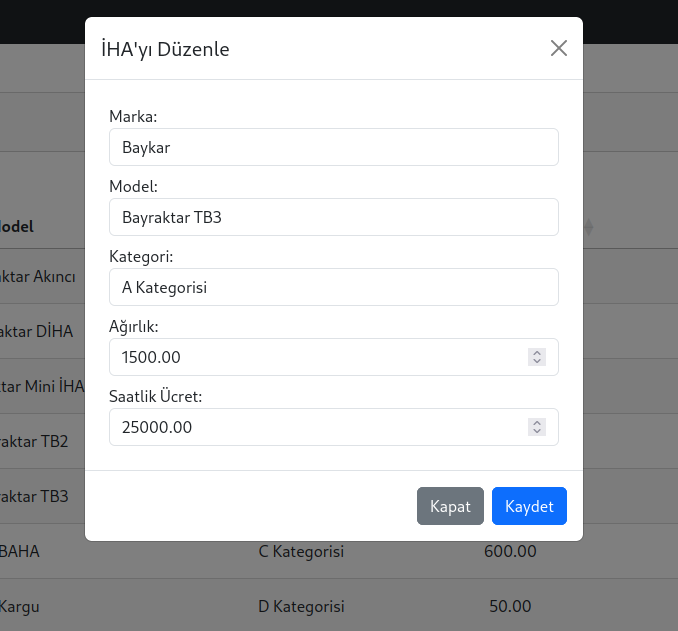 İHA'yı Düzenle
Marka:
Baykar
Model:
Bayraktar TB3
Kategori:
A Kategorisi
Ağırlık:
1500.00
Saatlik Ücret:
25000.00
Kapat Kaydet
odel
ktar Akıncı
aktar DİHA
tar Mini İHA
raktar TB2
raktar TB3
BAHA C Kategorisi 600.00
Kargu D Kategorisi 50.00